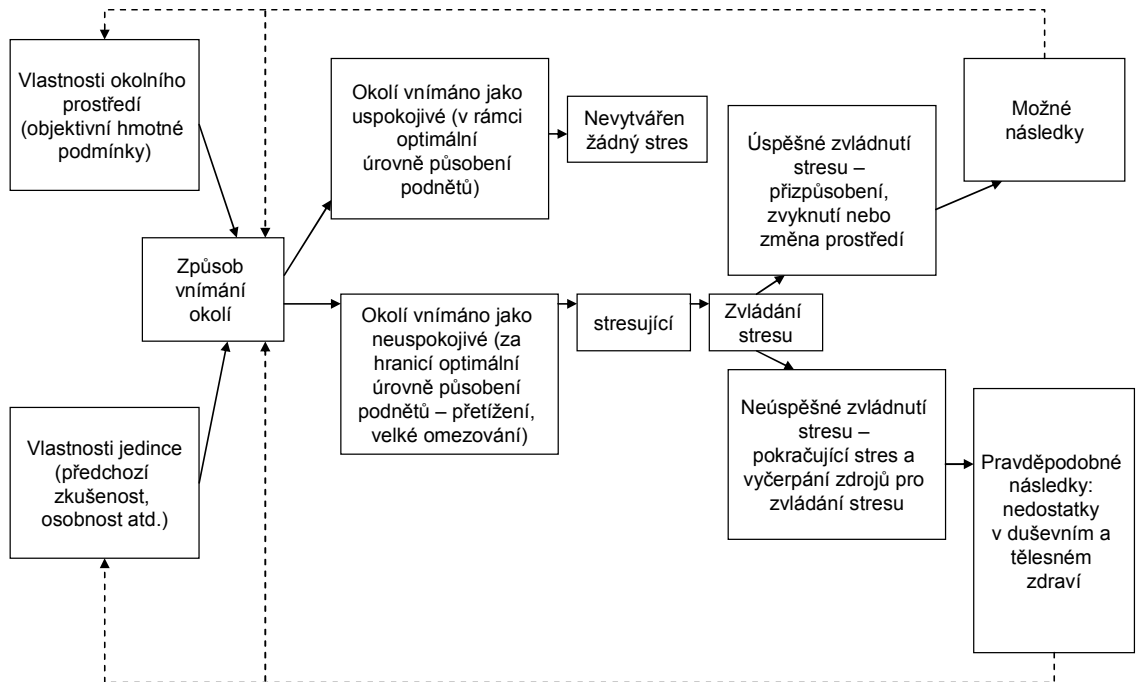 Vlastnosti okolního
prostředí
(objektivní hmotné
podmínky)
Okolí vnímáno jako
uspokojivé (v rámci
optimální
úrovně působení
podnětů)
Nevytvářen
žádný stres
Úspěšné zvládnutí
stresu –
přizpůsobení,
zvyknutí nebo
změna prostředí
Možné
následky
Způsob
vnímání
okolí
Okolí vnímáno jako
neuspokojivé (za
hranicí optimální
úrovně působení
podnětů – přetížení,
velké omezování)
stresující
Zvládání
stresu
Vlastnosti jedince
(předchozí
zkušenost,
osobnost atd.)
Neúspěšné zvládnutí
stresu –
pokračující stres a
vyčerpání zdrojů pro
zvládání stresu
Pravděpodobné
následky:
nedostatky
v duševním a
tělesném
zdraví